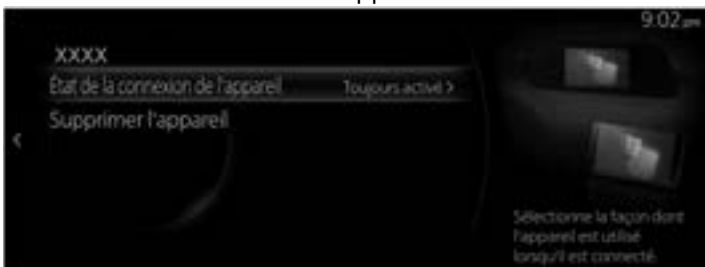 9:02 pm
XXXX
État de la connexion de l'appareil Toujours activé >
Supprimer l'appareil
Sélectionne la façon dont
l'appareil est utilisé
lorsqu'il est connecté.